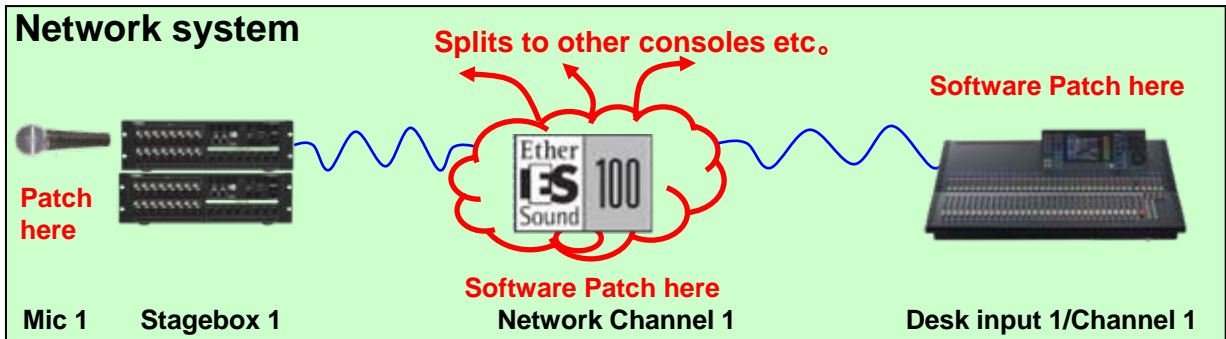 Network system
Splits to other consoles etc。
Software Patch here
Patch
here
Ether
ES
Sound
100
Software Patch here
Mic 1
Stagebox 1
Network Channel 1
Desk input 1/Channel 1